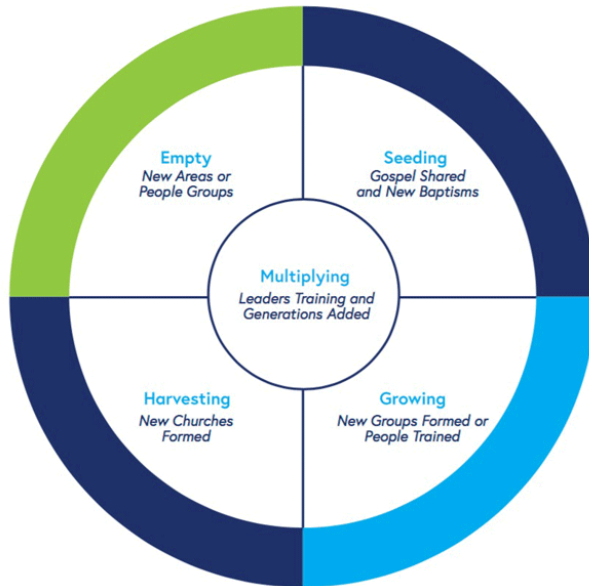 Empty
New Areas or
People Groups
Seeding
Gospel Shared
and New Baptisms
Multiplying
Leaders Training and
Generations Added
Harvesting
New Churches
Formed
Growing
New Groups Formed or
People Trained